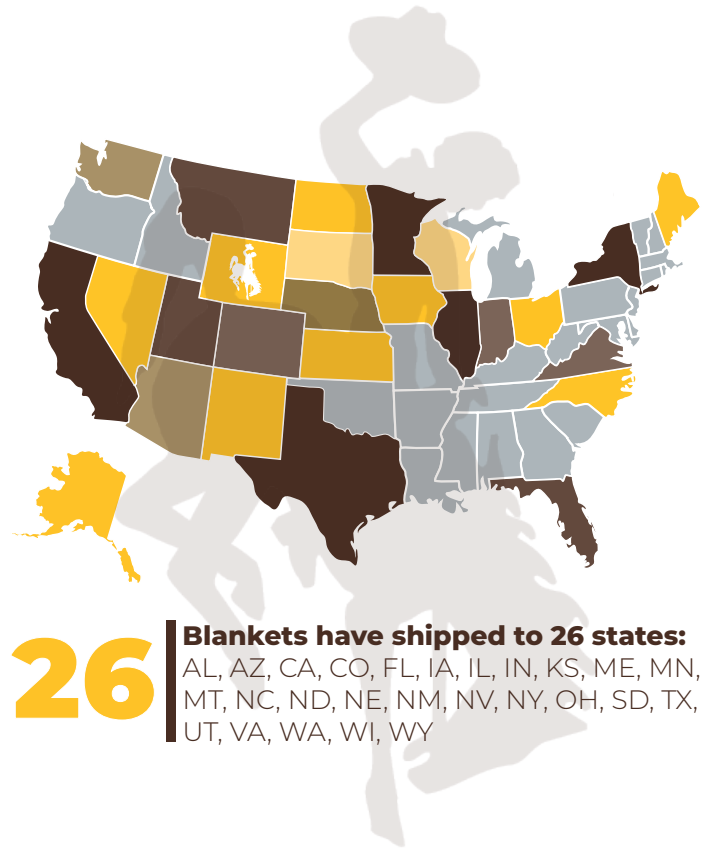 26
Blankets have shipped to 26 states:
AL, AZ, CA, CO, FL, IA, IL, IN, KS, ME, MN,
MT, NC, ND, NE, NM, NV, NY, OH, SD, TX,
UT, VA, WA, WI, WY